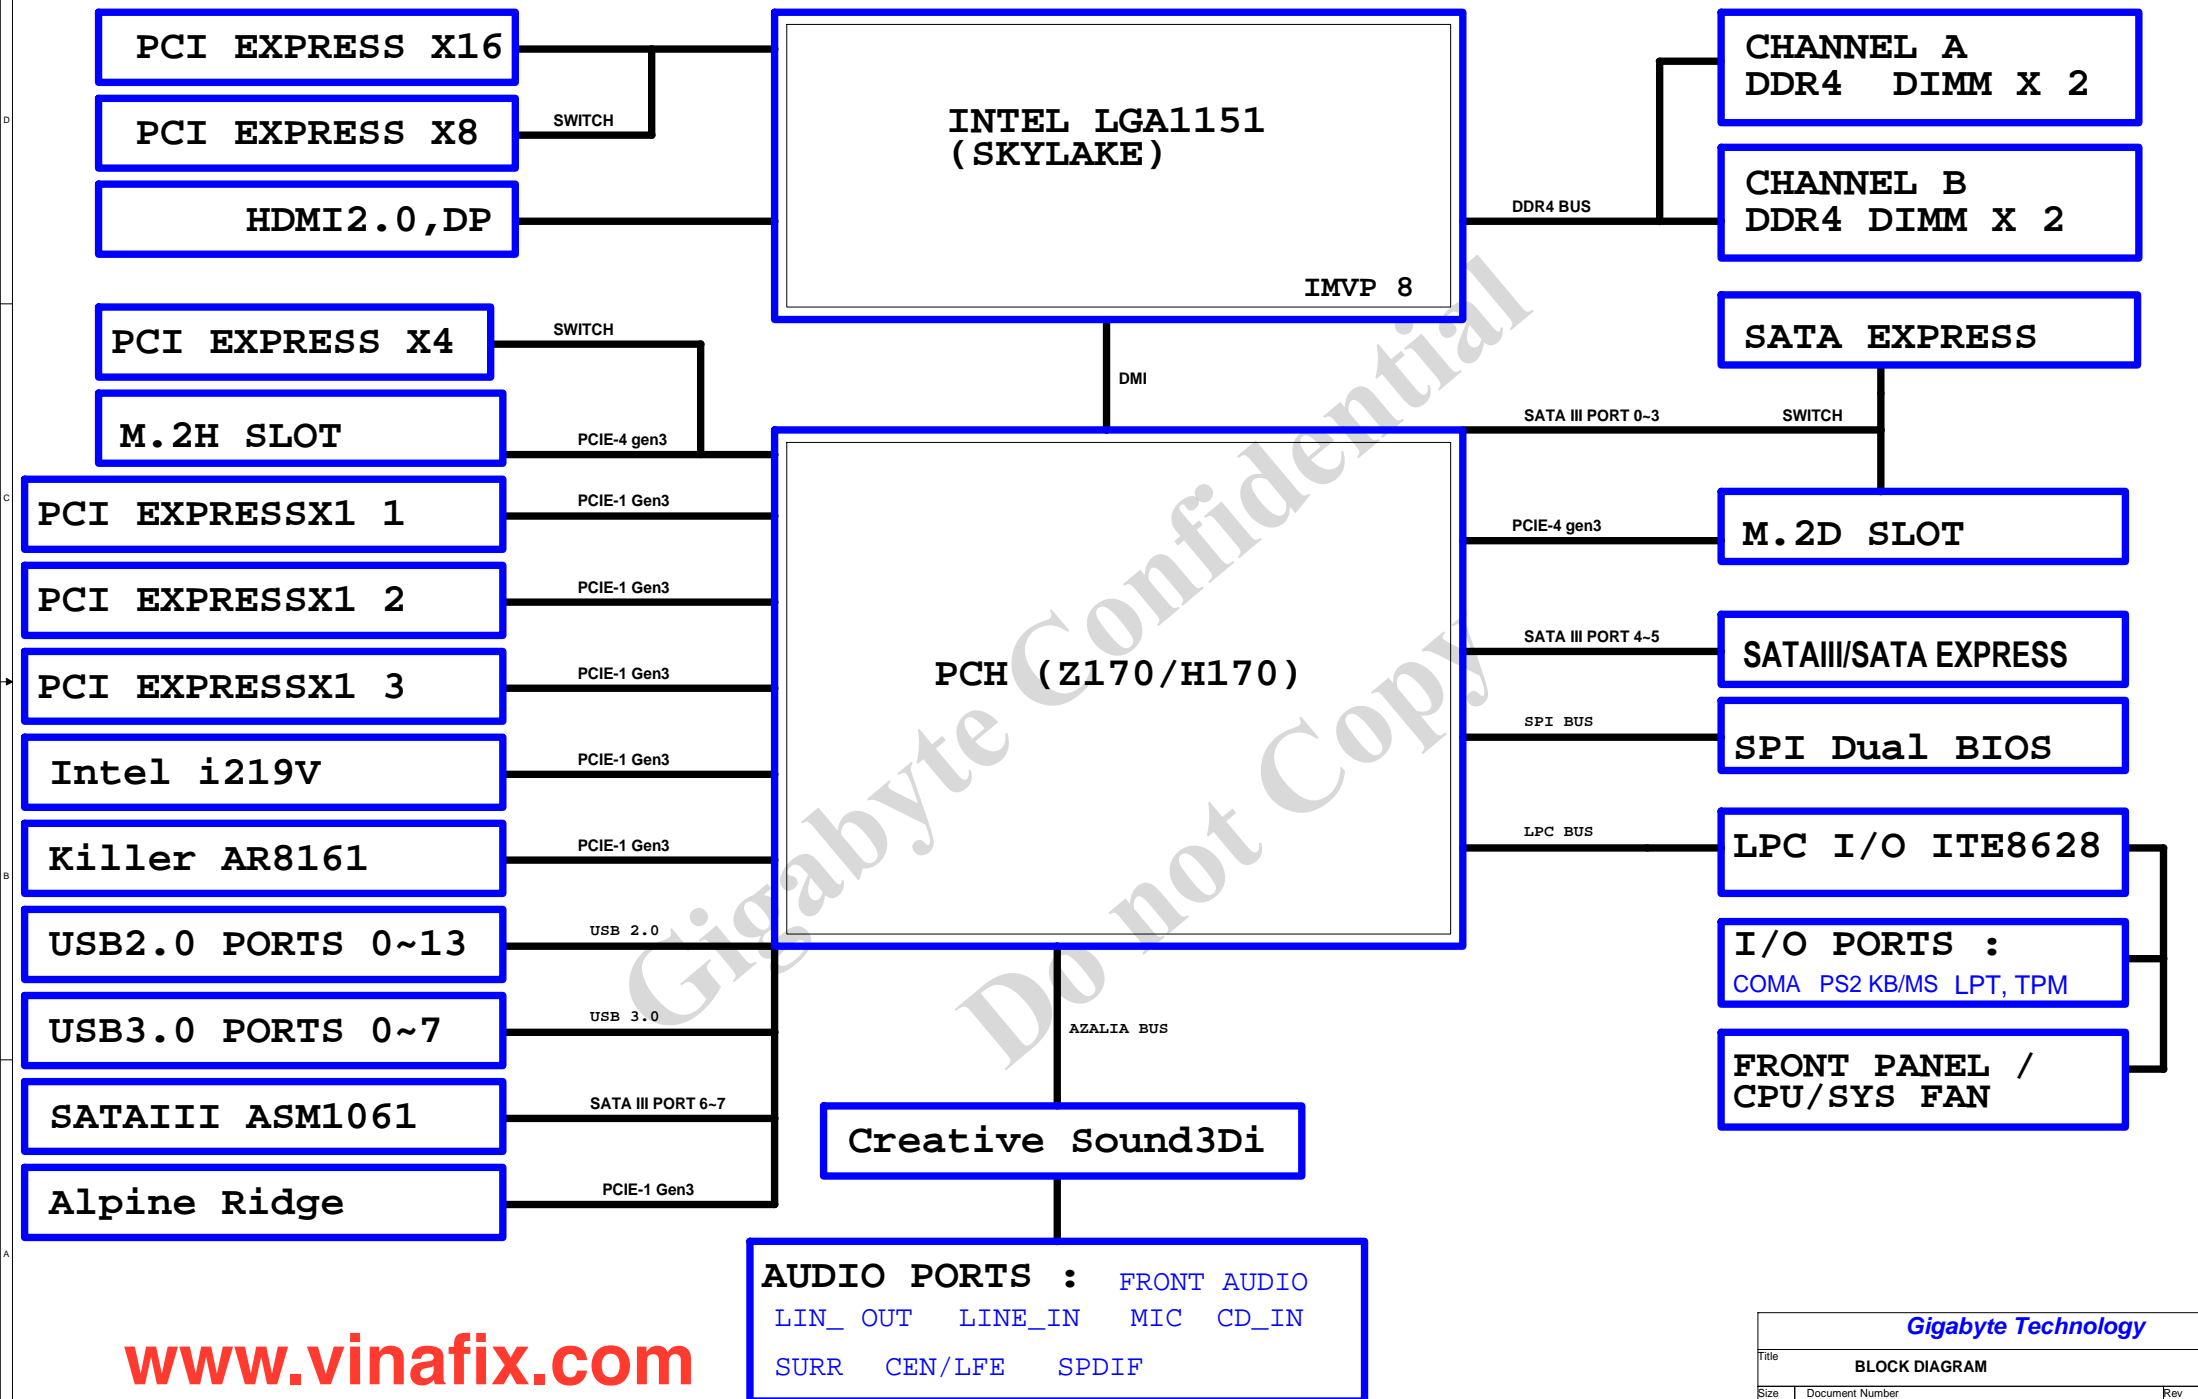 PCI EXPRESS X16
PCI EXPRESS X8
SWITCH
HDMI2.0,DP
INTEL LGA1151
(SKYLAKE)
IMVP 8
CHANNEL A
DDR4 DIMM X 2
CHANNEL B
DDR4 DIMM X 2
DDR4 BUS
D
PCI EXPRESS X4
SWITCH
M.2H SLOT
PCIE-4 gen3
DMI
SATA EXPRESS
SATA III PORT 0~3
SWITCH
C
PCI EXPRESSX1 1
PCIE-1 Gen3
PCIE-4 gen3
M.2D SLOT
PCI EXPRESSX1 2
PCIE-1 Gen3
PCI EXPRESSX1 3
PCIE-1 Gen3
PCH (Z170/H170)
SATA III PORT 4~5
SATAIII/SATA EXPRESS
Intel i219V
PCIE-1 Gen3
SPI BUS
SPI Dual BIOS
Killer AR8161
PCIE-1 Gen3
LPC BUS
LPC I/O ITE8628
B
USB2.0 PORTS 0~13
USB 2.0
I/O PORTS :
COMA PS2 KB/MS LPT, TPM
USB3.0 PORTS 0~7
USB 3.0
AZALIA BUS
FRONT PANEL /
CPU/SYS FAN
SATAIII ASM1061
SATA III PORT 6~7
Creative Sound3Di
Alpine Ridge
PCIE-1 Gen3
A
AUDIO PORTS : FRONT AUDIO
LIN_ OUT LINE_IN MIC CD_IN
SURR CEN/LFE SPDIF
Gigabyte Confidential
Do not Copy
www.vinafix.com
Gigabyte Technology
Title
BLOCK DIAGRAM
Size Document Number Rev